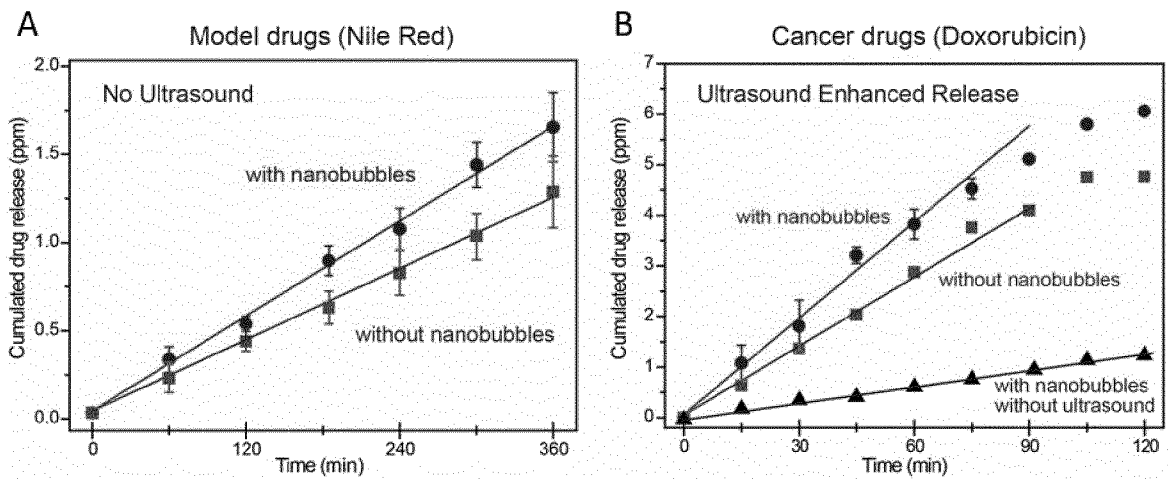 A
Model drugs (Nile Red)
Cumulated drug release (ppm)
2.0
1.5
1.0
0.5
0.0
No Ultrasound
with nanobubbles
without nanobubbles
0
120
240
360
Time (min)
B
Cancer drugs (Doxorubicin)
Cumulated drug release (ppm)
7
6
5
4
3
2
1
0
Ultrasound Enhanced Release
with nanobubbles
without nanobubbles
with nanobubbles
without ultrasound
0
30
60
90
120
Time (min)